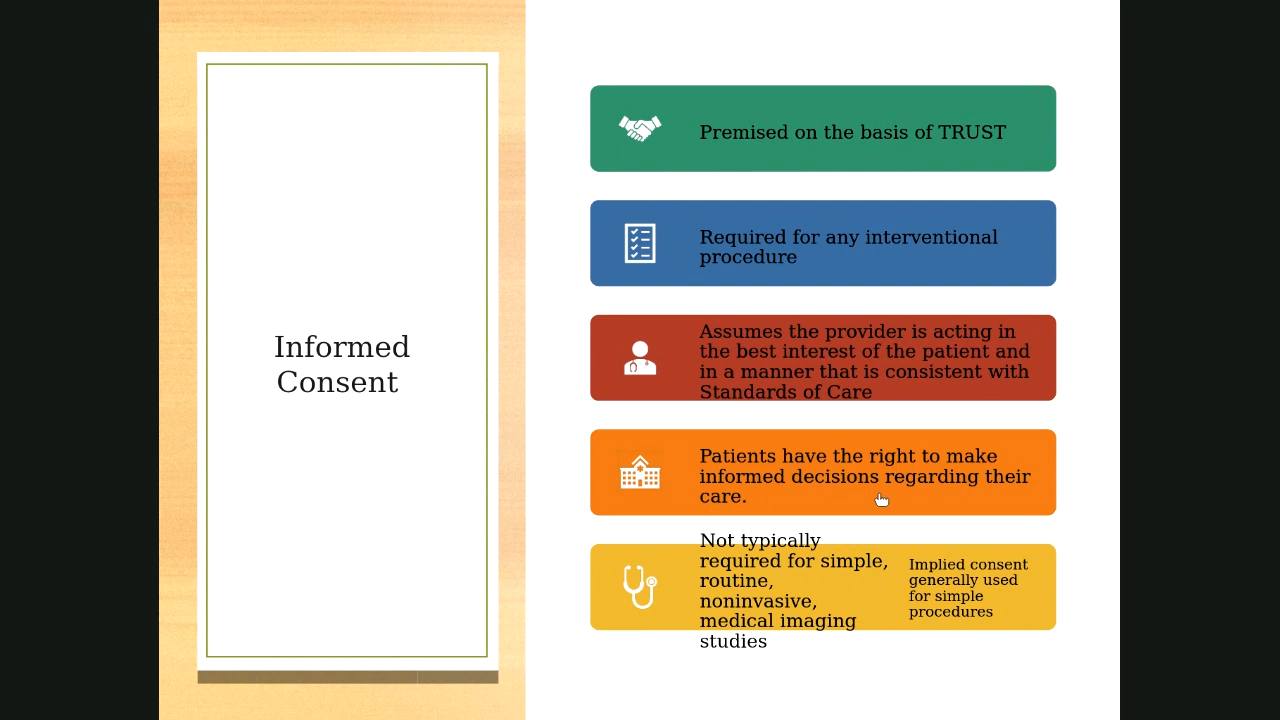 Informed
Consent
Premised on the basis of TRUST
Required for any interventional
procedure
Assumes the provider is acting in
the best interest of the patient and
in a manner that is consistent with
Standards of Care
Patients have the right to make
informed decisions regarding their
care.
Not typically
required for simple,
routine,
noninvasive,
medical imaging
studies
Implied consent
generally used
for simple
procedures